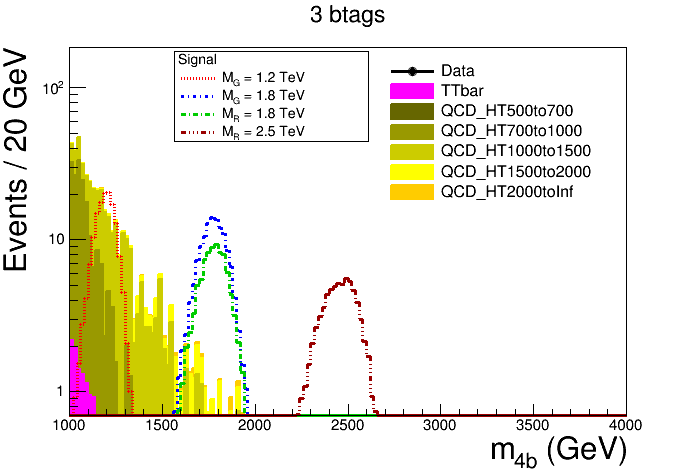 3 btags
Events / 20 GeV
10²
10
1
Signal
M_G = 1.2 TeV
M_G = 1.8 TeV
M_R = 1.8 TeV
M_R = 2.5 TeV
Data
TTbar
QCD_HT500to700
QCD_HT700to1000
QCD_HT1000to1500
QCD_HT1500to2000
QCD_HT2000toInf
1000 1500 2000 2500 3000 3500 4000
m_4b (GeV)